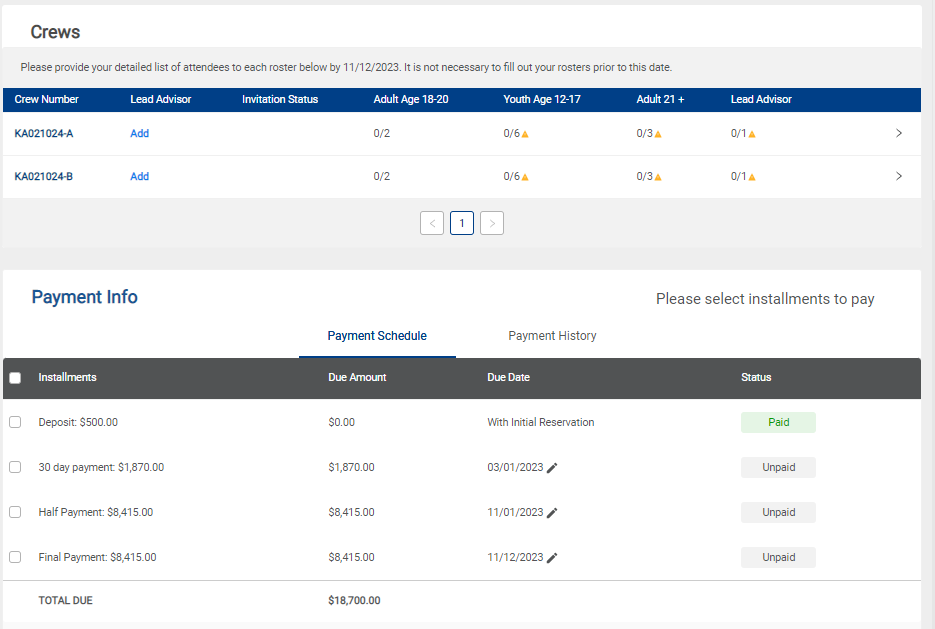 Crews
Please provide your detailed list of attendees to each roster below by 11/12/2023. It is not necessary to fill out your rosters prior to this date.
Crew Number Lead Advisor Invitation Status Adult Age 18-20 Youth Age 12-17 Adult 21 + Lead Advisor
KA021024-A Add 0/2 0/6 0/3 0/1 >
KA021024-B Add 0/2 0/6 0/3 0/1 >
< 1 >
Payment Info Please select installments to pay
Payment Schedule Payment History
Installments Due Amount Due Date Status
Deposit: $500.00 $0.00 With Initial Reservation Paid
30 day payment: $1,870.00 $1,870.00 03/01/2023 Unpaid
Half Payment: $8,415.00 $8,415.00 11/01/2023 Unpaid
Final Payment: $8,415.00 $8,415.00 11/12/2023 Unpaid
TOTAL DUE $18,700.00